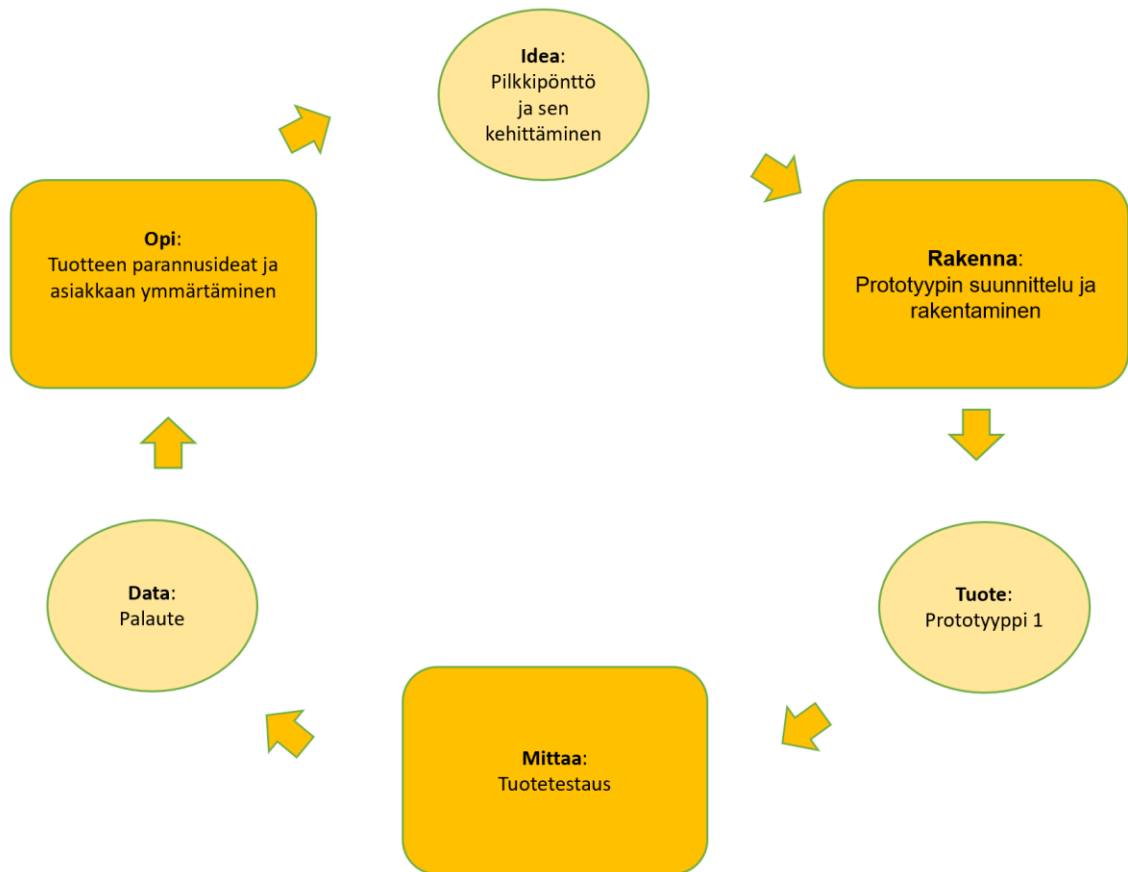 Idea:
Pilkkipönttö
ja sen
kehittäminen
Rakenna:
Prototyypin suunnittelu ja
rakentaminen
Tuote:
Prototyyppi 1
Mittaa:
Tuotetestaus
Data:
Palaute
Opi:
Tuotteen parannusideat ja
asiakkaan ymmärtäminen